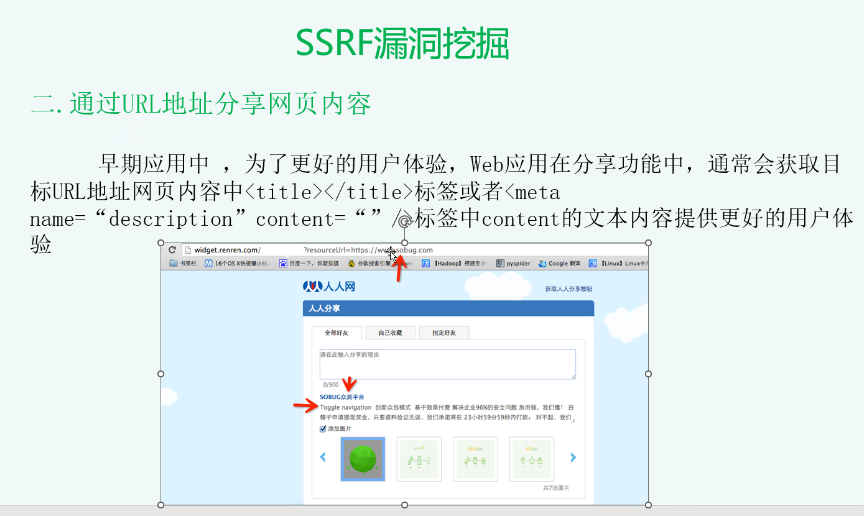 SSRF漏洞挖掘
二.通过URL地址分享网页内容
早期应用中 ，为了更好的用户体验，Web应用在分享功能中，通常会获取目
标URL地址网页内容中<title></title>标签或者<meta
name=“description”content=“”/>标签中content的文本内容提供更好的用户体
验
widget.renren.com/ ?resourceUrl=https://www.sobug.com
书签栏 16个OS X快捷键小技 百度一下，你就知道 谷歌搜索引擎 【Hadoop】搭建完全 pyspider Google 翻译 【Linux】Linux中
人人网
获取人人分享按钮
人人分享
全部好友 自己收藏 指定好友
请在此输入分享的理由
0/500
SOBUG众测平台
Toggle navigation 创新众包模式 基于效果付费 解决企业96%的安全问题 急用钱，我们懂！ 白
帽子申请提现奖金，只要资料验证无误，我们承诺将在 23小时59分59秒内打款。 对不起，我们
添加图片
共7张图片